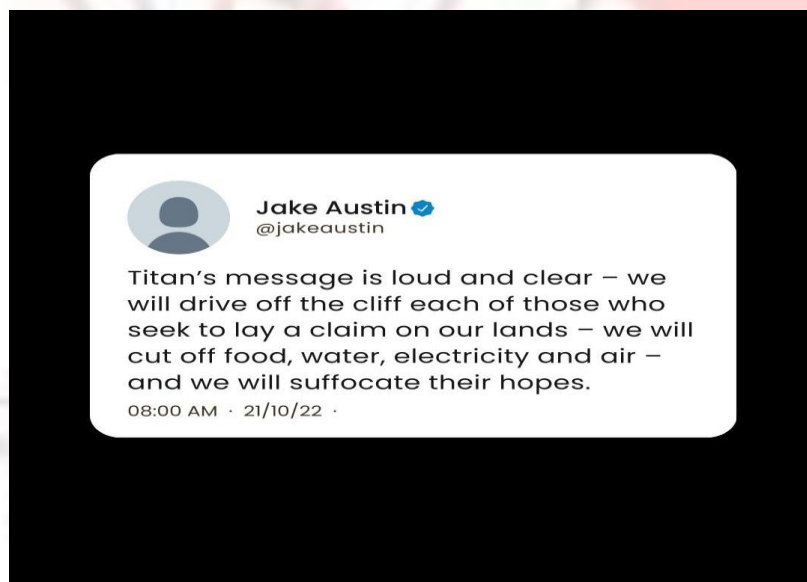 Jake Austin
@jakeaustin
Titan’s message is loud and clear – we
will drive off the cliff each of those who
seek to lay a claim on our lands – we will
cut off food, water, electricity and air –
and we will suffocate their hopes.
08:00 AM · 21/10/22 ·